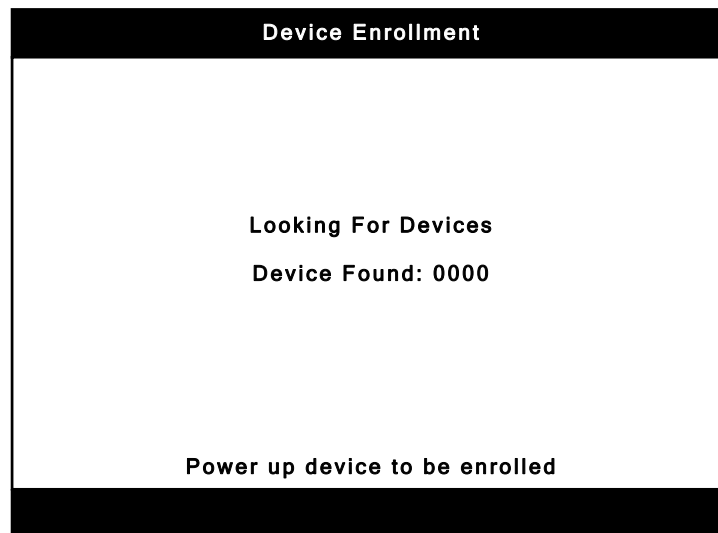 Device Enrollment
Looking For Devices
Device Found: 0000
Power up device to be enrolled